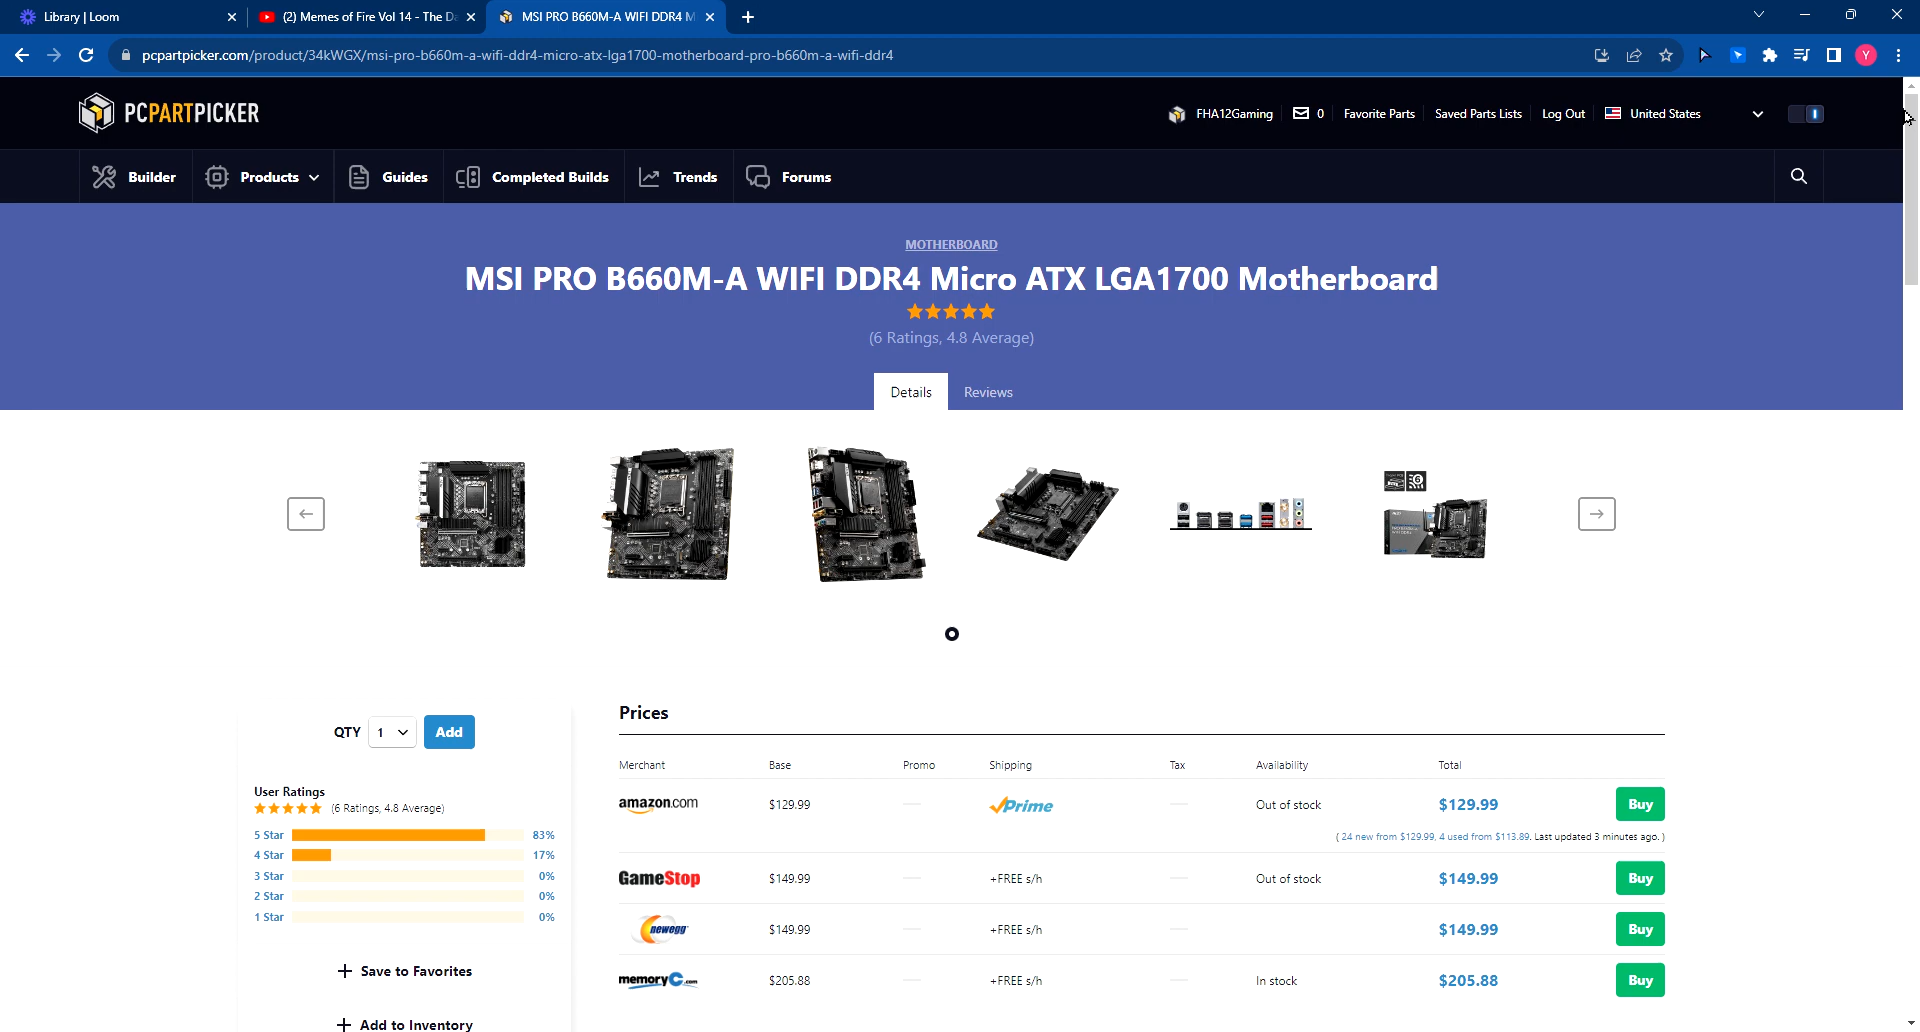 Library | Loom
(2) Memes of Fire Vol 14 - The Da
MSI PRO B660M-A WIFI DDR4 M
pcpartpicker.com/product/34kWGX/msi-pro-b660m-a-wifi-ddr4-micro-atx-lga1700-motherboard-pro-b660m-a-wifi-ddr4
Y
PCPARTPICKER
FHA12Gaming
0
Favorite Parts
Saved Parts Lists
Log Out
United States
Builder
Products
Guides
Completed Builds
Trends
Forums
MOTHERBOARD
MSI PRO B660M-A WIFI DDR4 Micro ATX LGA1700 Motherboard
(6 Ratings, 4.8 Average)
Details
Reviews
QTY 1 Add
User Ratings
(6 Ratings, 4.8 Average)
5 Star 83%
4 Star 17%
3 Star 0%
2 Star 0%
1 Star 0%
+ Save to Favorites
+ Add to Inventory
Prices
Merchant Base Promo Shipping Tax Availability Total
amazon.com $129.99 — Prime — Out of stock $129.99 Buy
( 24 new from $129.99, 4 used from $113.89. Last updated 3 minutes ago. )
GameStop $149.99 — +FREE s/h — Out of stock $149.99 Buy
newegg $149.99 — +FREE s/h — $149.99 Buy
memoryC.com $205.88 — +FREE s/h — In stock $205.88 Buy